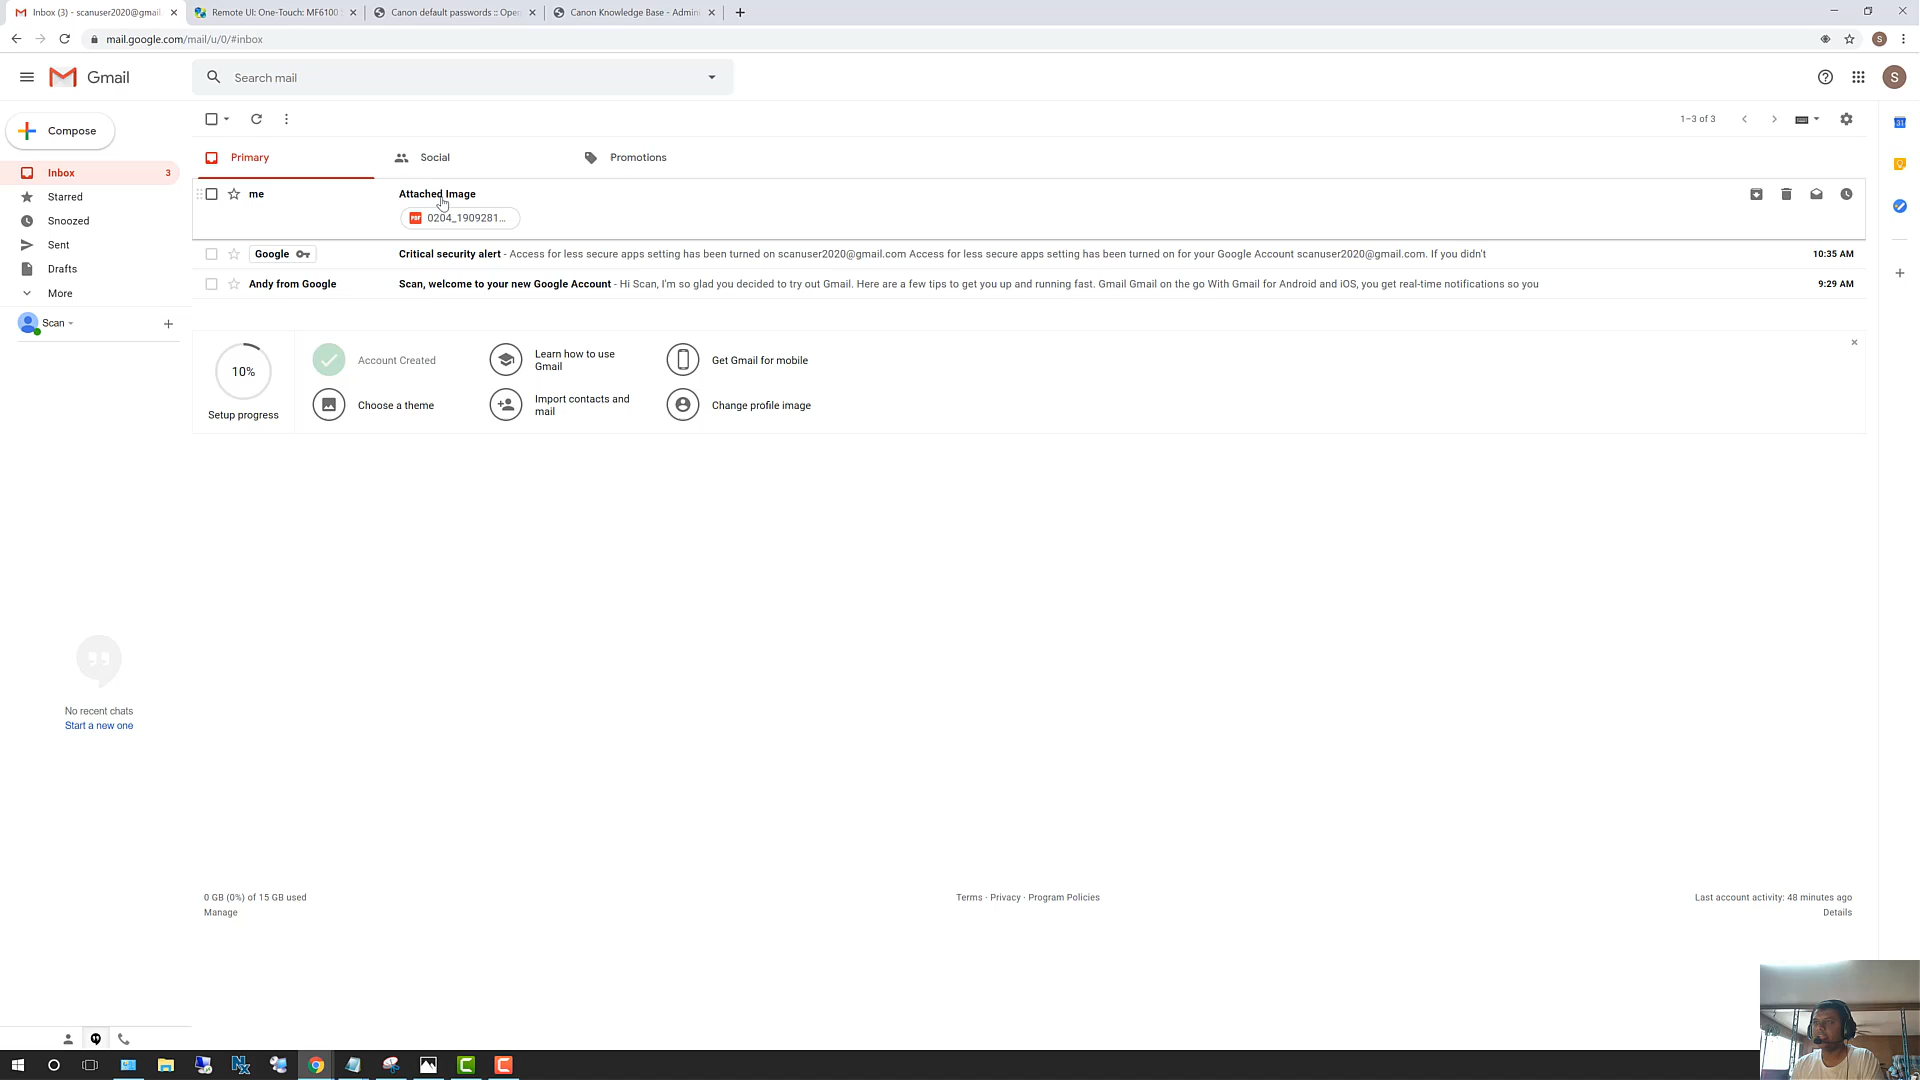 Inbox (3) - scanuser2020@gmail.
Remote UI: One-Touch: MF6100
Canon default passwords :: Ope
Canon Knowledge Base - Admin
mail.google.com/mail/u/0/#inbox
S
Gmail
Search mail
S
Compose
1–3 of 3
31
Inbox 3
Primary
Social
Promotions
Starred
me
Attached Image
Snoozed
PDF 0204_1909281...
Sent
Google
Critical security alert - Access for less secure apps setting has been turned on scanuser2020@gmail.com Access for less secure apps setting has been turned on for your Google Account scanuser2020@gmail.com. If you didn't
10:35 AM
Drafts
Andy from Google
Scan, welcome to your new Google Account - Hi Scan, I'm so glad you decided to try out Gmail. Here are a few tips to get you up and running fast. Gmail Gmail on the go With Gmail for Android and iOS, you get real-time notifications so you
9:29 AM
More
Scan
10%
Setup progress
Account Created
Learn how to use
Gmail
Get Gmail for mobile
Choose a theme
Import contacts and
mail
Change profile image
No recent chats
Start a new one
0 GB (0%) of 15 GB used
Manage
Terms · Privacy · Program Policies
Last account activity: 48 minutes ago
Details